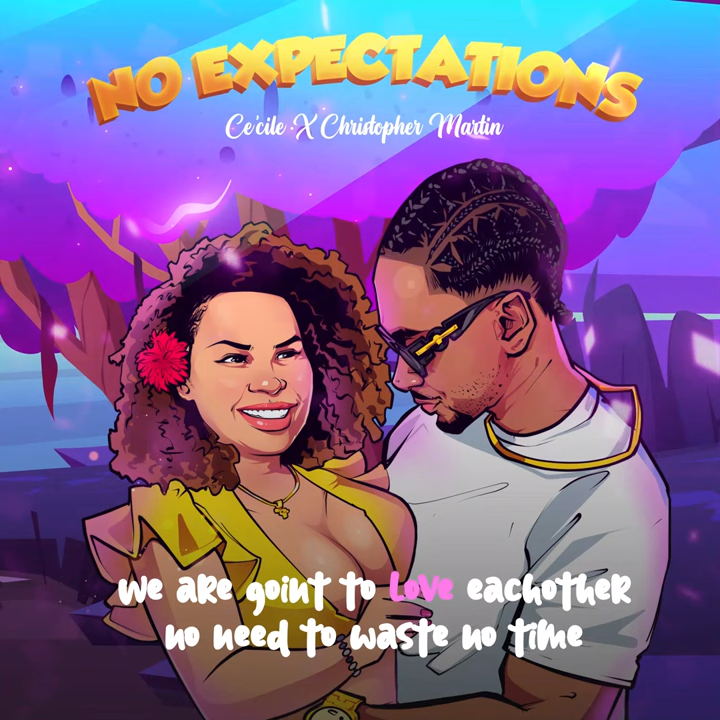 NO EXPECTATIONS
Ce'cile X Christopher Martin
we are goint to love eachother
no need to waste no time